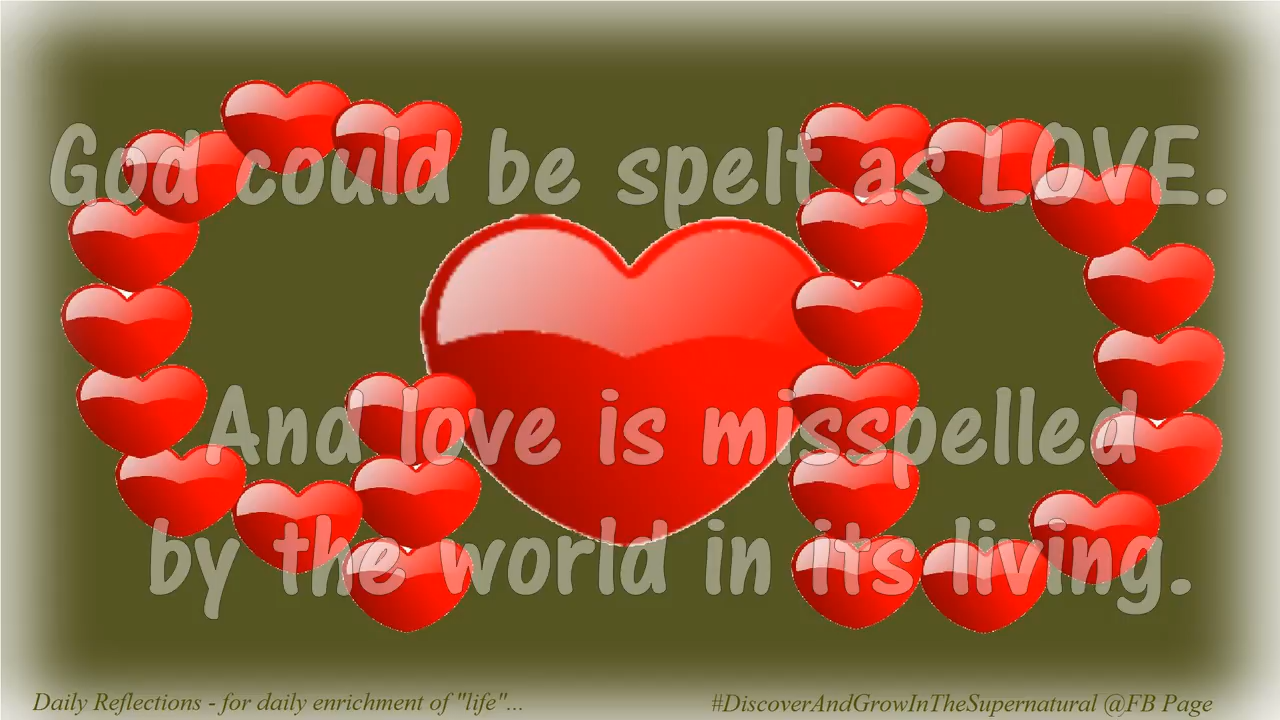 God could be spelt as LOVE.
And love is misspelled
by the world in its living.
Daily Reflections - for daily enrichment of "life"...
#DiscoverAndGrowInTheSupernatural @FB Page